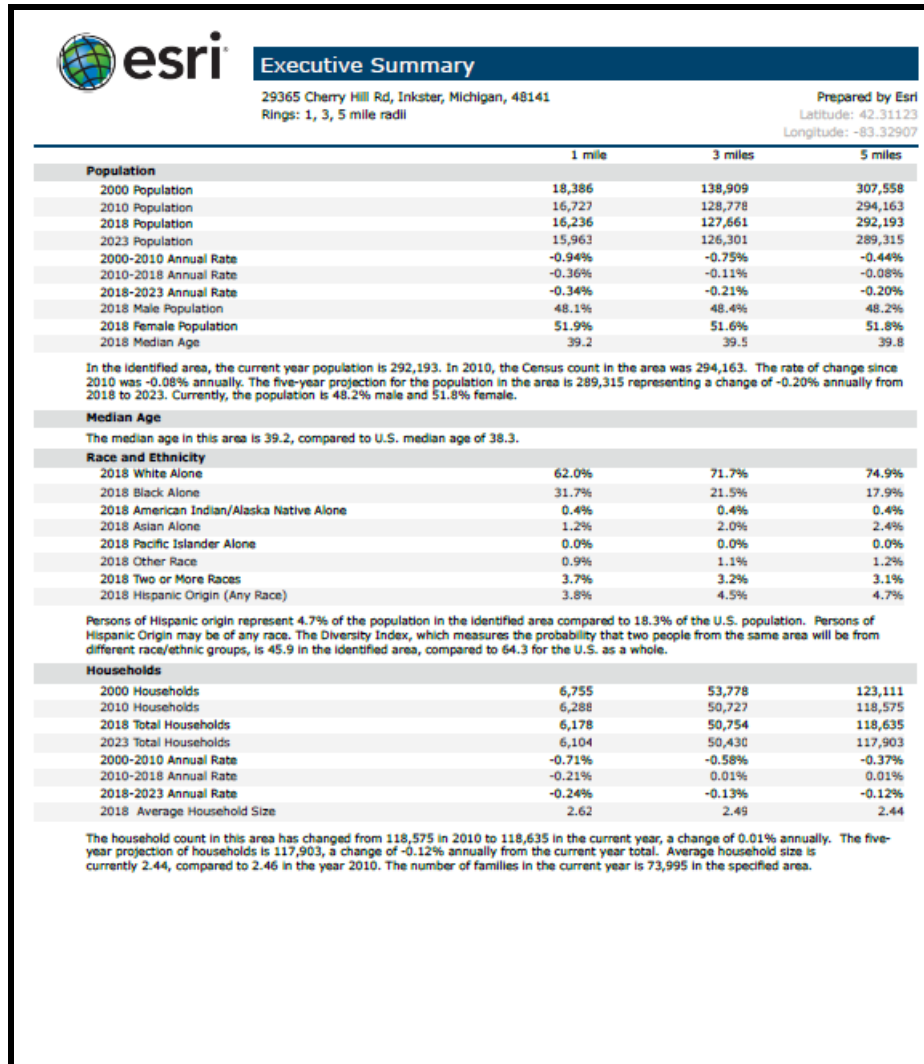 esri
Executive Summary
29365 Cherry Hill Rd, Inkster, Michigan, 48141 Prepared by Esri
Rings: 1, 3, 5 mile radii Latitude: 42.31123
Longitude: -83.32907
1 mile 3 miles 5 miles
Population
2000 Population 18,386 138,909 307,558
2010 Population 16,727 128,778 294,163
2018 Population 16,236 127,661 292,193
2023 Population 15,963 126,301 289,315
2000-2010 Annual Rate -0.94% -0.75% -0.44%
2010-2018 Annual Rate -0.36% -0.11% -0.08%
2018-2023 Annual Rate -0.34% -0.21% -0.20%
2018 Male Population 48.1% 48.4% 48.2%
2018 Female Population 51.9% 51.6% 51.8%
2018 Median Age 39.2 39.5 39.8
In the identified area, the current year population is 292,193. In 2010, the Census count in the area was 294,163. The rate of change since
2010 was -0.08% annually. The five-year projection for the population in the area is 289,315 representing a change of -0.20% annually from
2018 to 2023. Currently, the population is 48.2% male and 51.8% female.
Median Age
The median age in this area is 39.2, compared to U.S. median age of 38.3.
Race and Ethnicity
2018 White Alone 62.0% 71.7% 74.9%
2018 Black Alone 31.7% 21.5% 17.9%
2018 American Indian/Alaska Native Alone 0.4% 0.4% 0.4%
2018 Asian Alone 1.2% 2.0% 2.4%
2018 Pacific Islander Alone 0.0% 0.0% 0.0%
2018 Other Race 0.9% 1.1% 1.2%
2018 Two or More Races 3.7% 3.2% 3.1%
2018 Hispanic Origin (Any Race) 3.8% 4.5% 4.7%
Persons of Hispanic origin represent 4.7% of the population in the identified area compared to 18.3% of the U.S. population. Persons of
Hispanic Origin may be of any race. The Diversity Index, which measures the probability that two people from the same area will be from
different race/ethnic groups, is 45.9 in the identified area, compared to 64.3 for the U.S. as a whole.
Households
2000 Households 6,755 53,778 123,111
2010 Households 6,288 50,727 118,575
2018 Total Households 6,178 50,754 118,635
2023 Total Households 6,104 50,430 117,903
2000-2010 Annual Rate -0.71% -0.58% -0.37%
2010-2018 Annual Rate -0.21% 0.01% 0.01%
2018-2023 Annual Rate -0.24% -0.13% -0.12%
2018 Average Household Size 2.62 2.49 2.44
The household count in this area has changed from 118,575 in 2010 to 118,635 in the current year, a change of 0.01% annually. The five-
year projection of households is 117,903, a change of -0.12% annually from the current year total. Average household size is
currently 2.44, compared to 2.46 in the year 2010. The number of families in the current year is 73,995 in the specified area.